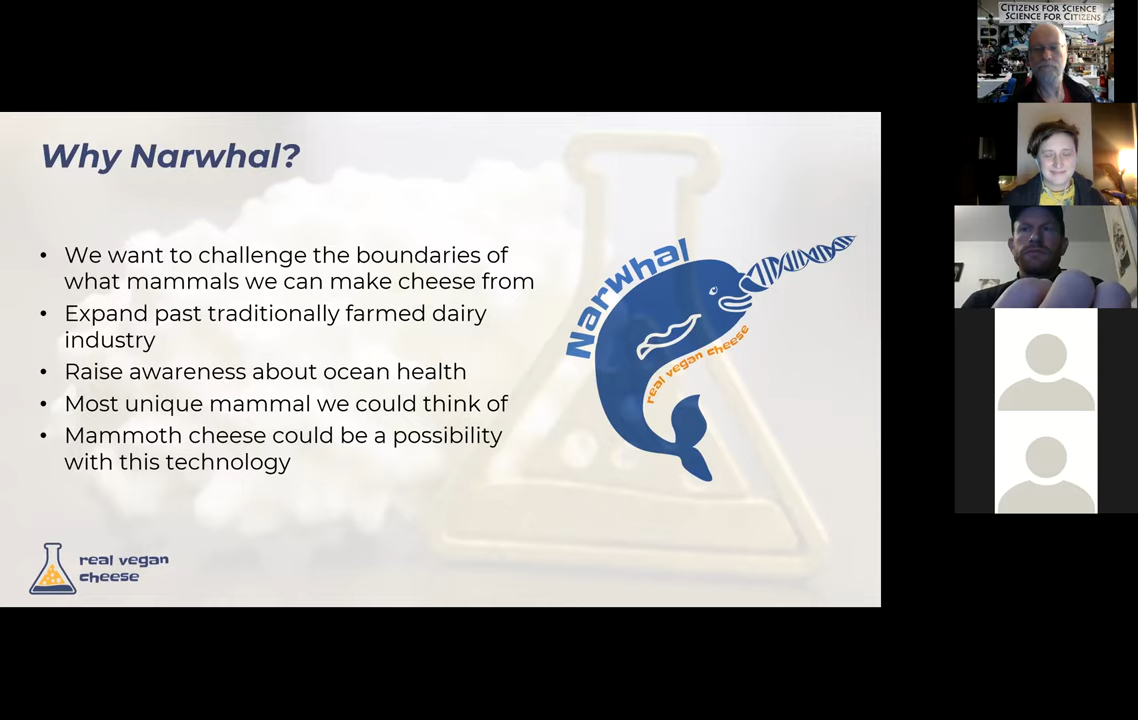 CITIZENS FOR SCIENCE
SCIENCE FOR CITIZENS
Why Narwhal?
• We want to challenge the boundaries of
what mammals we can make cheese from
• Expand past traditionally farmed dairy
industry
• Raise awareness about ocean health
• Most unique mammal we could think of
• Mammoth cheese could be a possibility
with this technology
Narwhal
real vegan cheese
real vegan
cheese